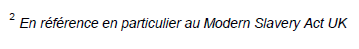 ² En référence en particulier au Modern Slavery Act UK